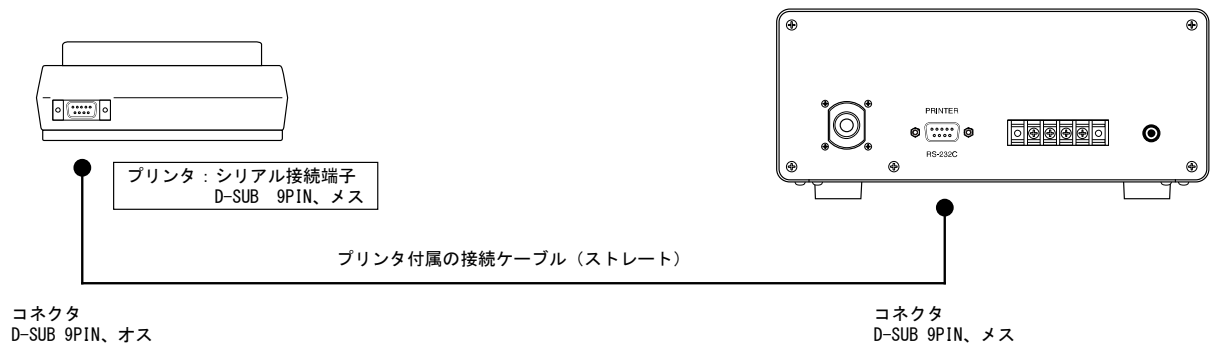 PRINTER
RS-232C
プリンタ：シリアル接続端子
D-SUB 9PIN、メス
プリンタ付属の接続ケーブル（ストレート）
コネクタ
D-SUB 9PIN、オス
コネクタ
D-SUB 9PIN、メス